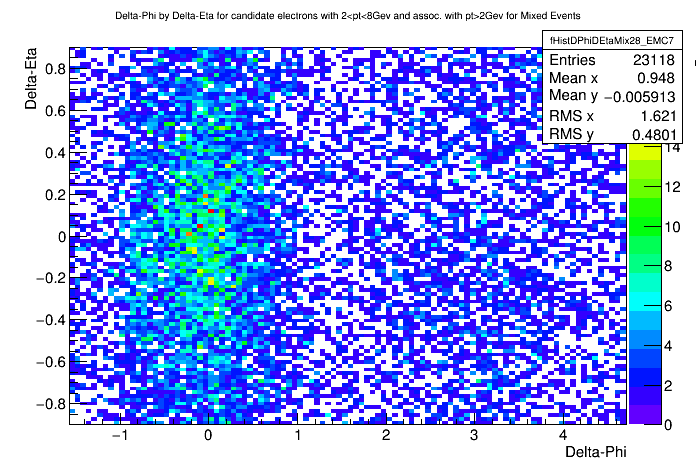 Delta-Phi by Delta-Eta for candidate electrons with 2<pt<8Gev and assoc. with pt>2Gev for Mixed Events
fHistDPhiDEtaMix28_EMC7
Entries 23118
Mean x 0.948
Mean y −0.005913
RMS x 1.621
RMS y 0.4801
Delta-Eta
0.8
0.6
0.4
0.2
0
−0.2
−0.4
−0.6
−0.8
−1 0 1 2 3 4
Delta-Phi
14
12
10
8
6
4
2
0